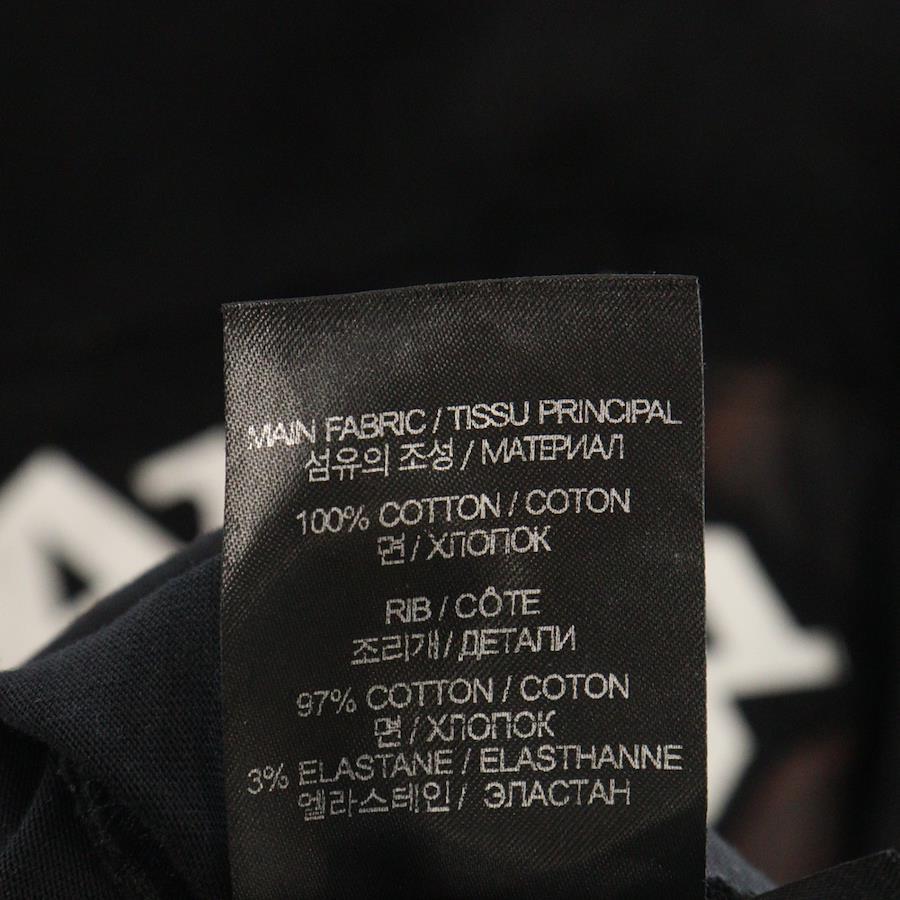 MAIN FABRIC / TISSU PRINCIPAL
섬유의 조성 / МАТЕРИАЛ
100% COTTON / COTON
면 / ХЛОПОК
RIB / CÔTE
조리개 / ДЕТАЛИ
97% COTTON / COTON
면 / ХЛОПОК
3% ELASTANE / ELASTHANNE
엘라스테인 / ЭЛАСТАН